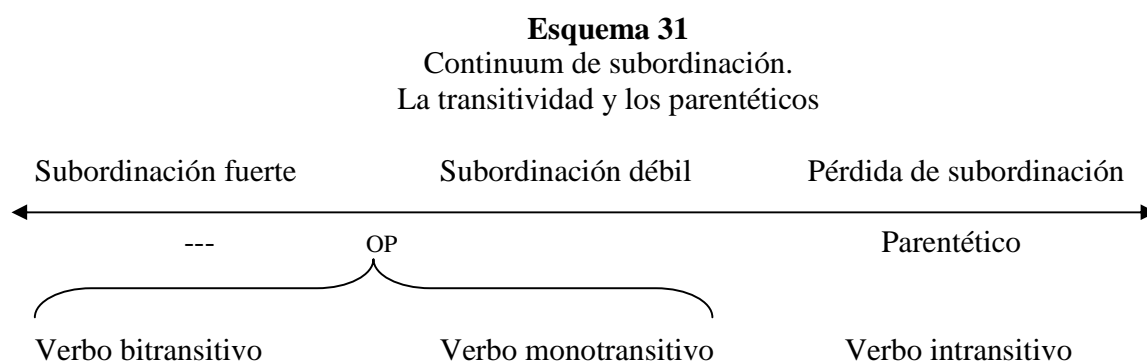 Esquema 31
Continuum de subordinación.
La transitividad y los parentéticos
Subordinación fuerte Subordinación débil Pérdida de subordinación
--- OP Parentético
Verbo bitransitivo Verbo monotransitivo Verbo intransitivo